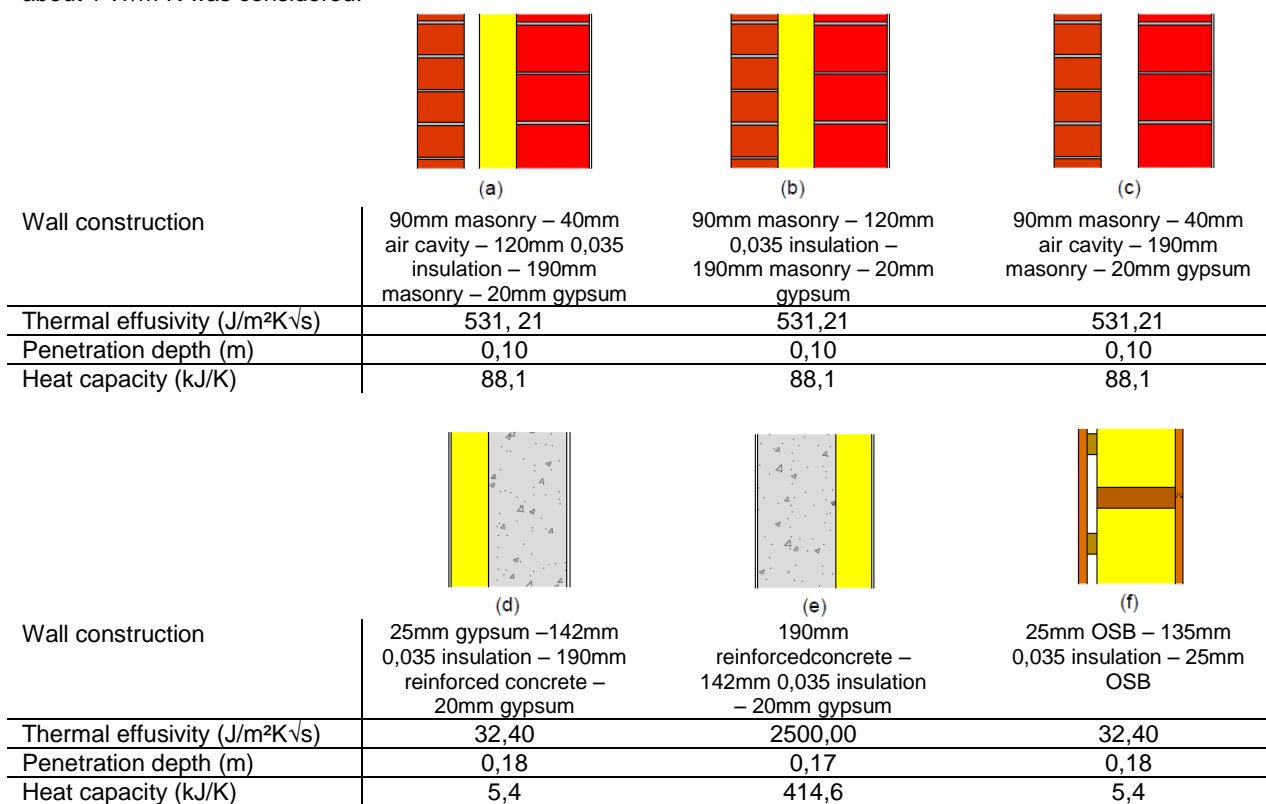 about was considered.
(a) (b) (c)
Wall construction 90mm masonry – 40mm 90mm masonry – 120mm 90mm masonry – 40mm
air cavity – 120mm 0,035 0,035 insulation – air cavity – 190mm
insulation – 190mm 190mm masonry – 20mm masonry – 20mm gypsum
masonry – 20mm gypsum gypsum
Thermal effusivity (J/m²K√s) 531, 21 531,21 531,21
Penetration depth (m) 0,10 0,10 0,10
Heat capacity (kJ/K) 88,1 88,1 88,1
(d) (e) (f)
Wall construction 25mm gypsum –142mm 190mm 25mm OSB – 135mm
0,035 insulation – 190mm reinforcedconcrete – 0,035 insulation – 25mm
reinforced concrete – 142mm 0,035 insulation OSB
20mm gypsum – 20mm gypsum
Thermal effusivity (J/m²K√s) 32,40 2500,00 32,40
Penetration depth (m) 0,18 0,17 0,18
Heat capacity (kJ/K) 5,4 414,6 5,4